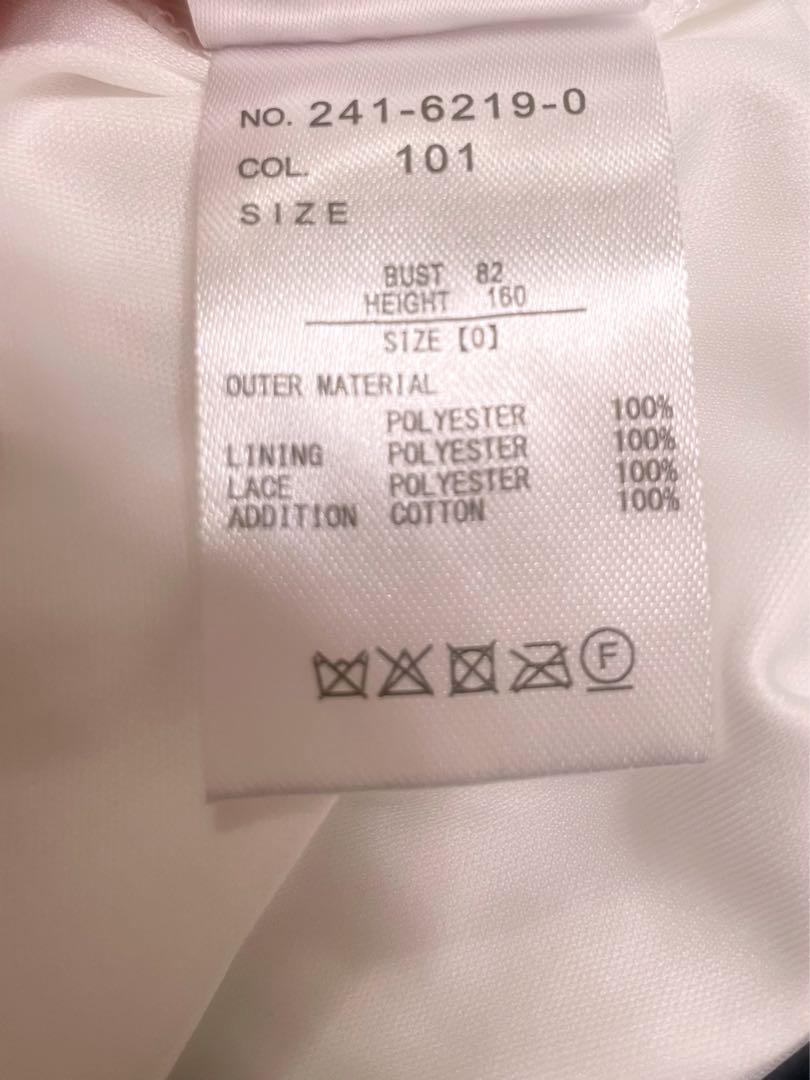 NO. 241-6219-0
COL. 101
SIZE
BUST 82
HEIGHT 160
SIZE [0]
OUTER MATERIAL
POLYESTER 100%
LINING POLYESTER 100%
LACE POLYESTER 100%
ADDITION COTTON 100%
F